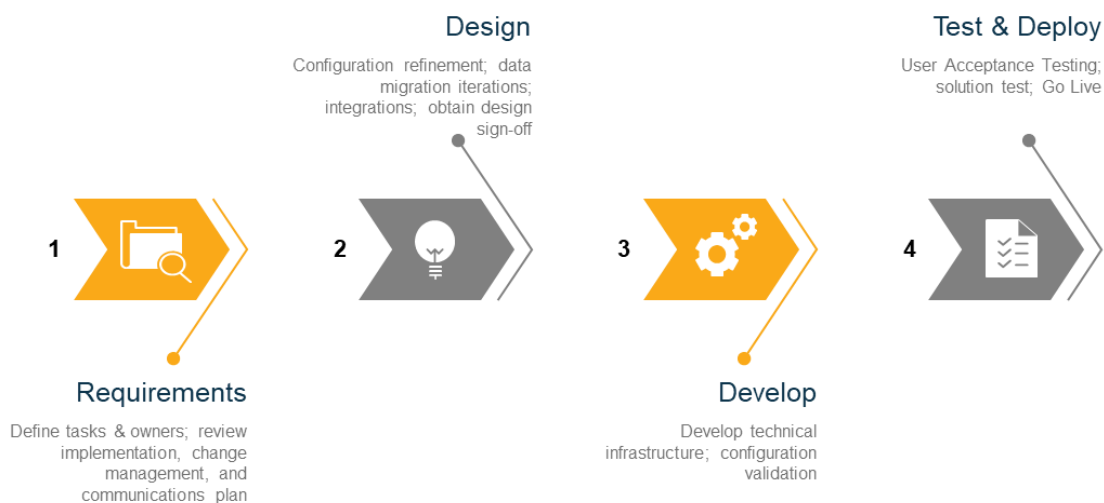 1
Requirements
Define tasks & owners; review
implementation, change
management, and
communications plan
2
Design
Configuration refinement; data
migration iterations;
integrations; obtain design
sign-off
3
Develop
Develop technical
infrastructure; configuration
validation
4
Test & Deploy
User Acceptance Testing;
solution test; Go Live